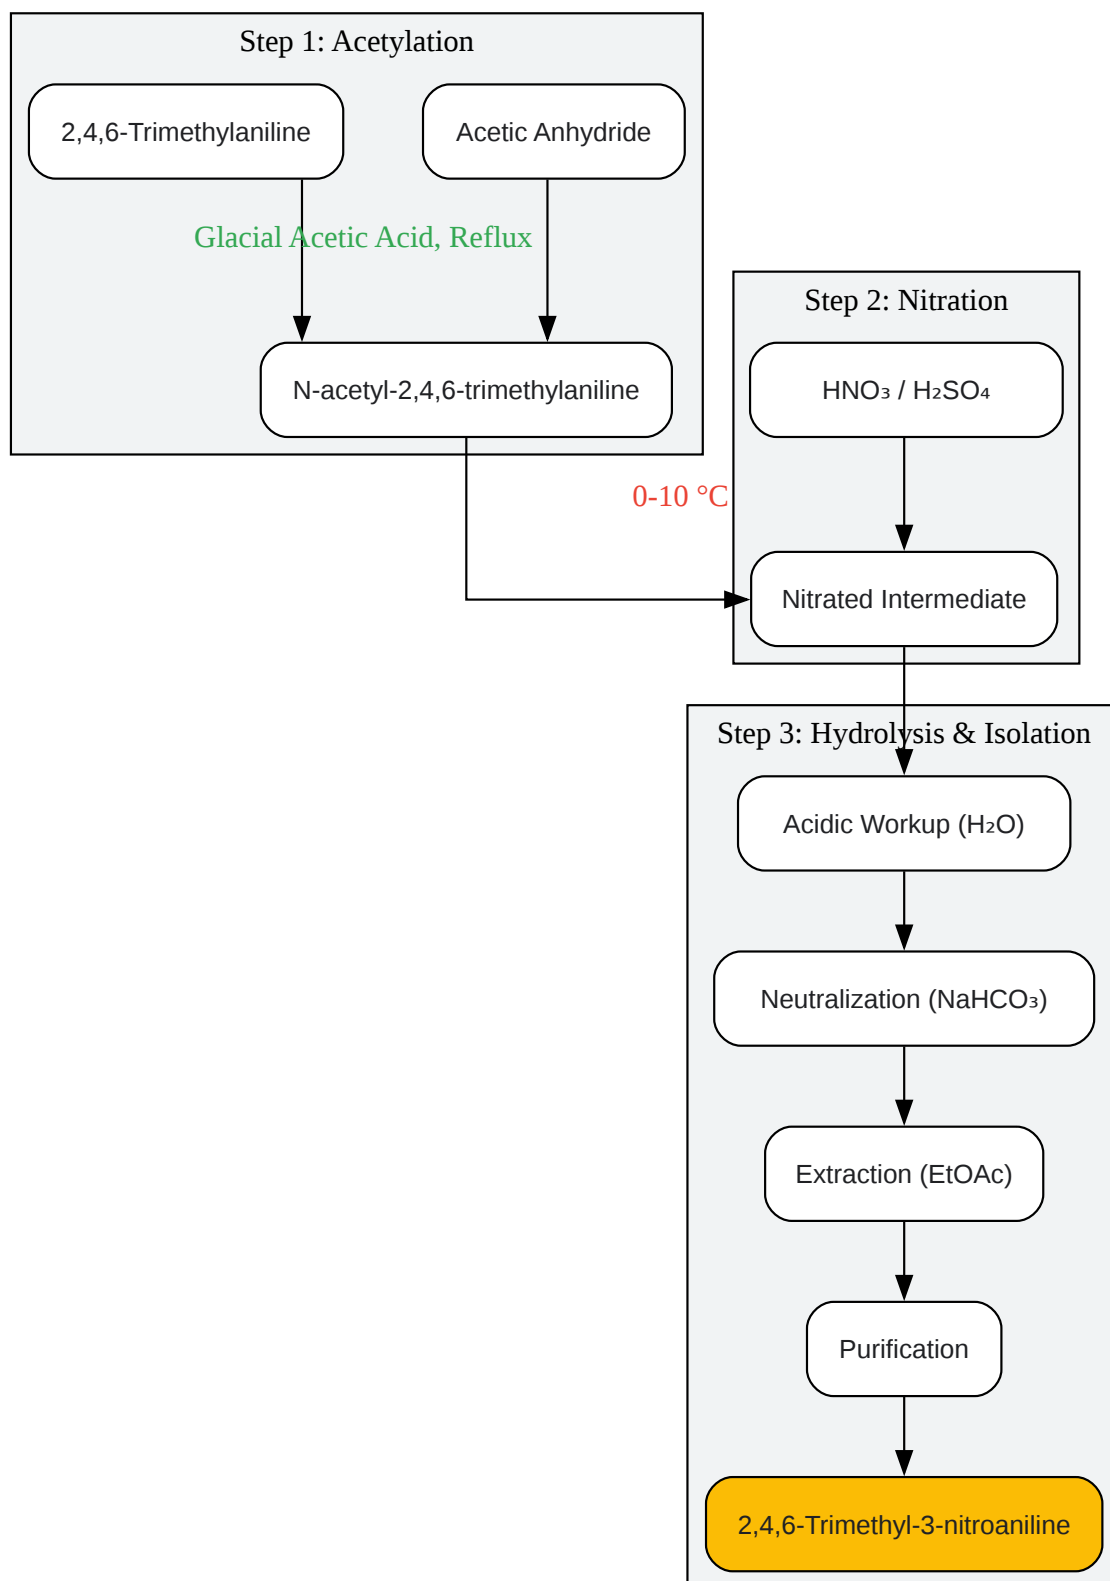 Step 1: Acetylation
2,4,6-Trimethylaniline
Acetic Anhydride
Glacial Acetic Acid, Reflux
N-acetyl-2,4,6-trimethylaniline
Step 2: Nitration
HNO₃ / H₂SO₄
0-10 °C
Nitrated Intermediate
Step 3: Hydrolysis & Isolation
Acidic Workup (H₂O)
Neutralization (NaHCO₃)
Extraction (EtOAc)
Purification
2,4,6-Trimethyl-3-nitroaniline